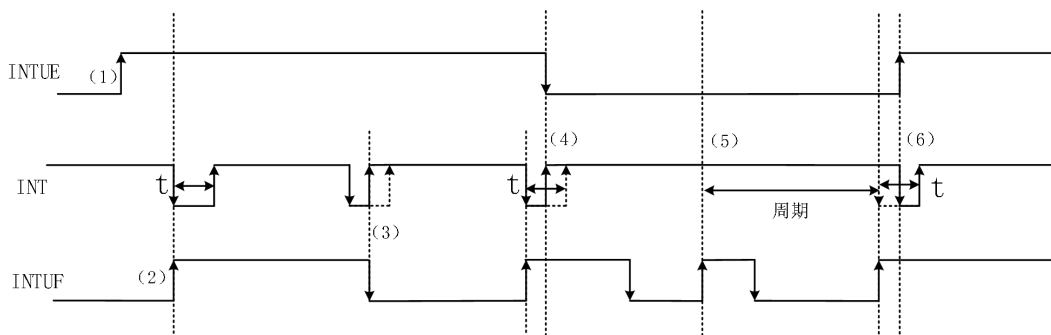 INTUE
(1)
(4)
(5)
(6)
INT
t
t
t
周期
(3)
INTUF
(2)